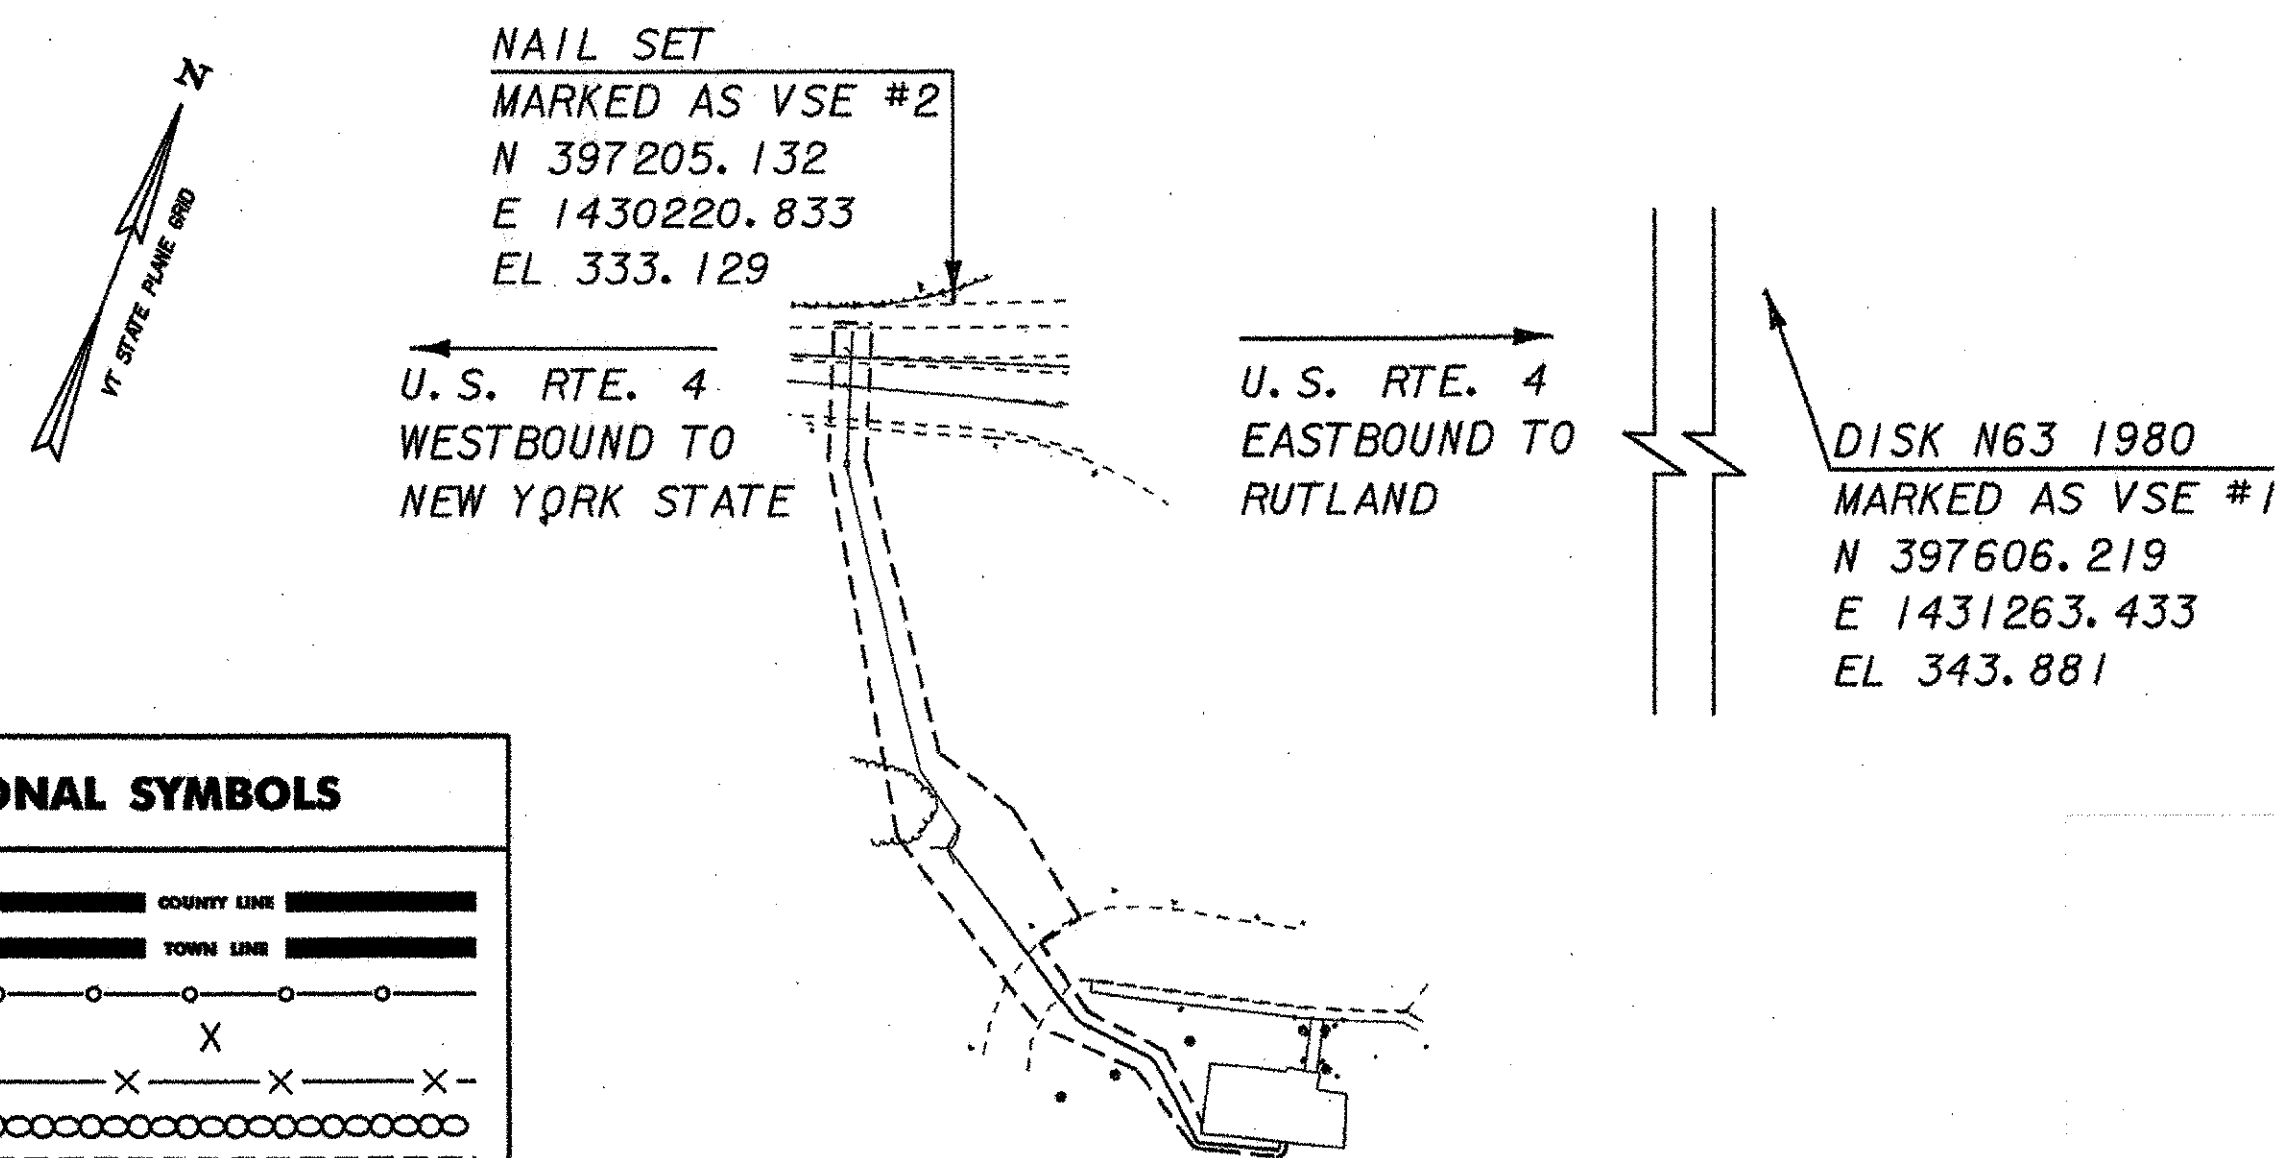 N
VT STATE PLANE GRID
NAIL SET
MARKED AS VSE #2
N 397205.132
E 1430220.833
EL 333.129
U.S. RTE. 4
WESTBOUND TO
NEW YORK STATE
U.S. RTE. 4
EASTBOUND TO
RUTLAND
DISK N63 1980
MARKED AS VSE #1
N 397606.219
E 1431263.433
EL 343.881
ONAL SYMBOLS
COUNTY LINE
TOWN LINE